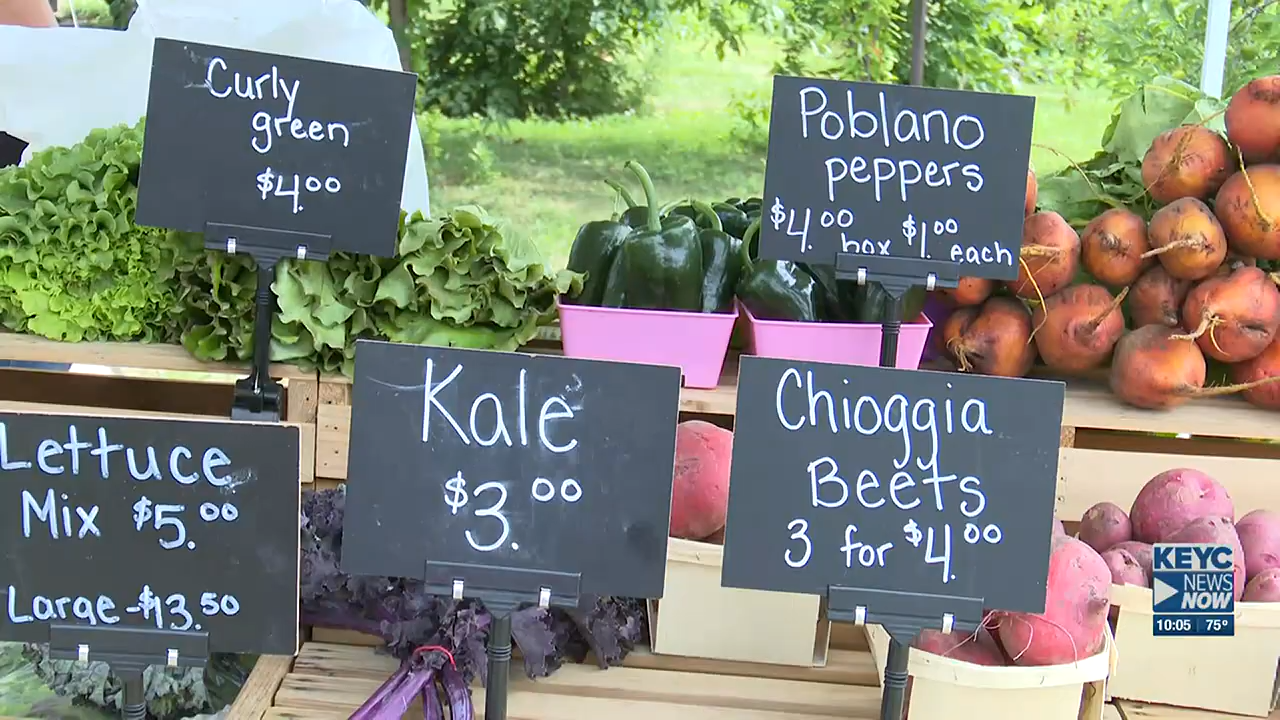 Curly
green
$4.00
Poblano
peppers
$4.00 box $1.00 each
Lettuce
Mix $5.00
Large - $13.50
Kale
$3.00
Chioggia
Beets
3 for $4.00
KEYC
NEWS
NOW
10:05 75°